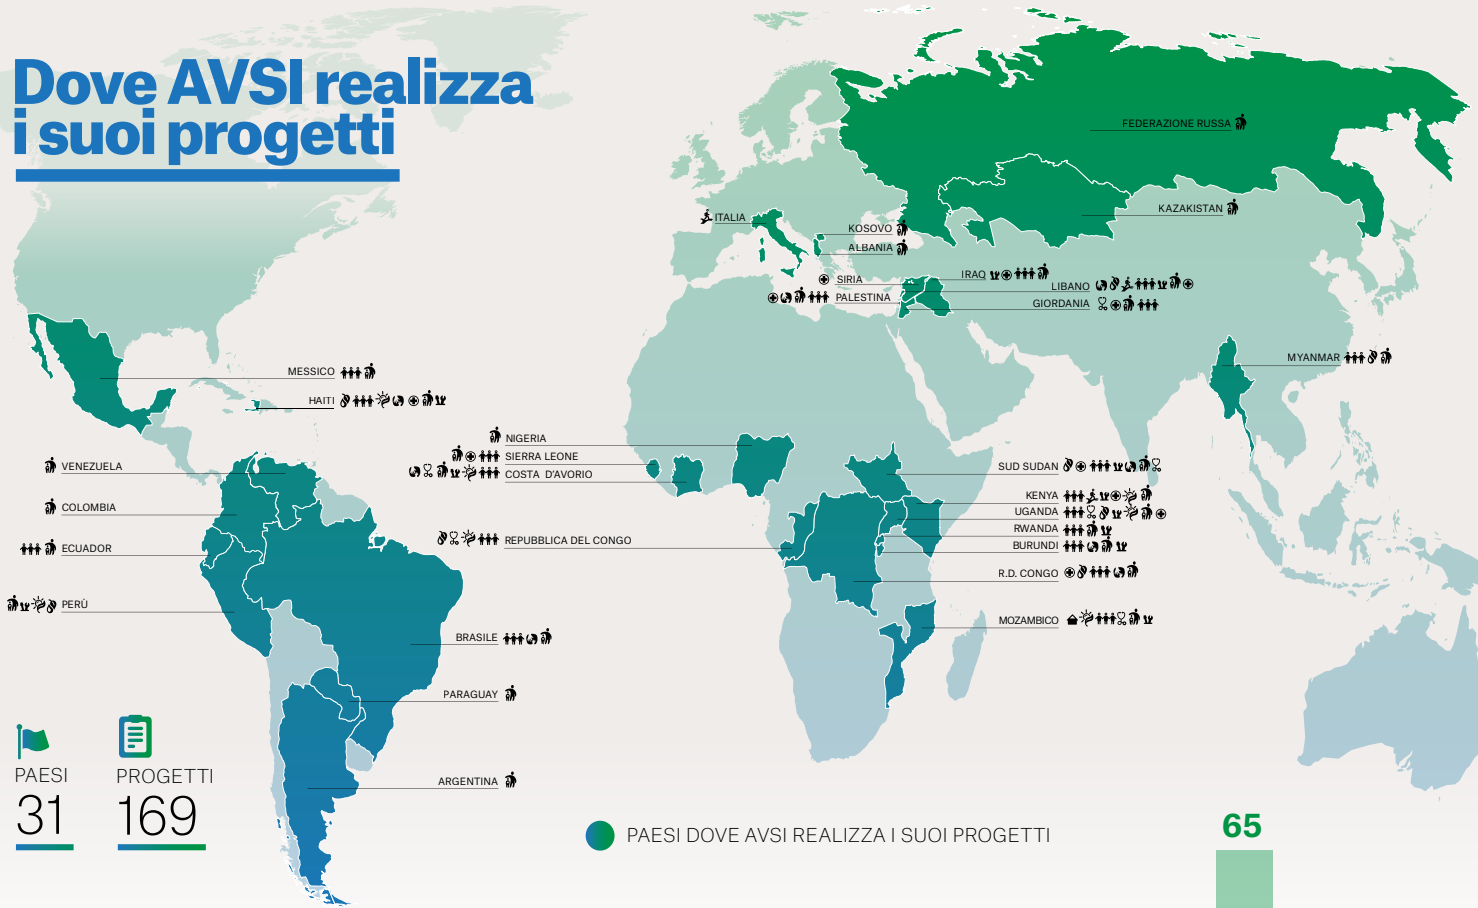 Dove AVSI realizza
i suoi progetti
FEDERAZIONE RUSSA
KAZAKISTAN
ITALIA
KOSOVO
ALBANIA
SIRIA
PALESTINA
IRAQ
LIBANO
GIORDANIA
MYANMAR
MESSICO
HAITI
NIGERIA
SIERRA LEONE
COSTA D'AVORIO
VENEZUELA
COLOMBIA
ECUADOR
PERÙ
REPUBBLICA DEL CONGO
SUD SUDAN
KENYA
UGANDA
RWANDA
BURUNDI
R.D. CONGO
MOZAMBICO
BRASILE
PARAGUAY
ARGENTINA
PAESI
31
PROGETTI
169
PAESI DOVE AVSI REALIZZA I SUOI PROGETTI
65